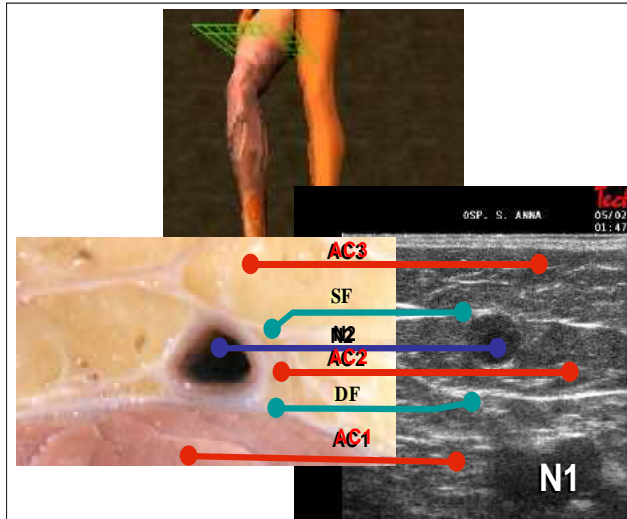 Tech
OSP. S. ANNA 05/02
01:47
AC3
SF
N2
AC2
DF
AC1
N1